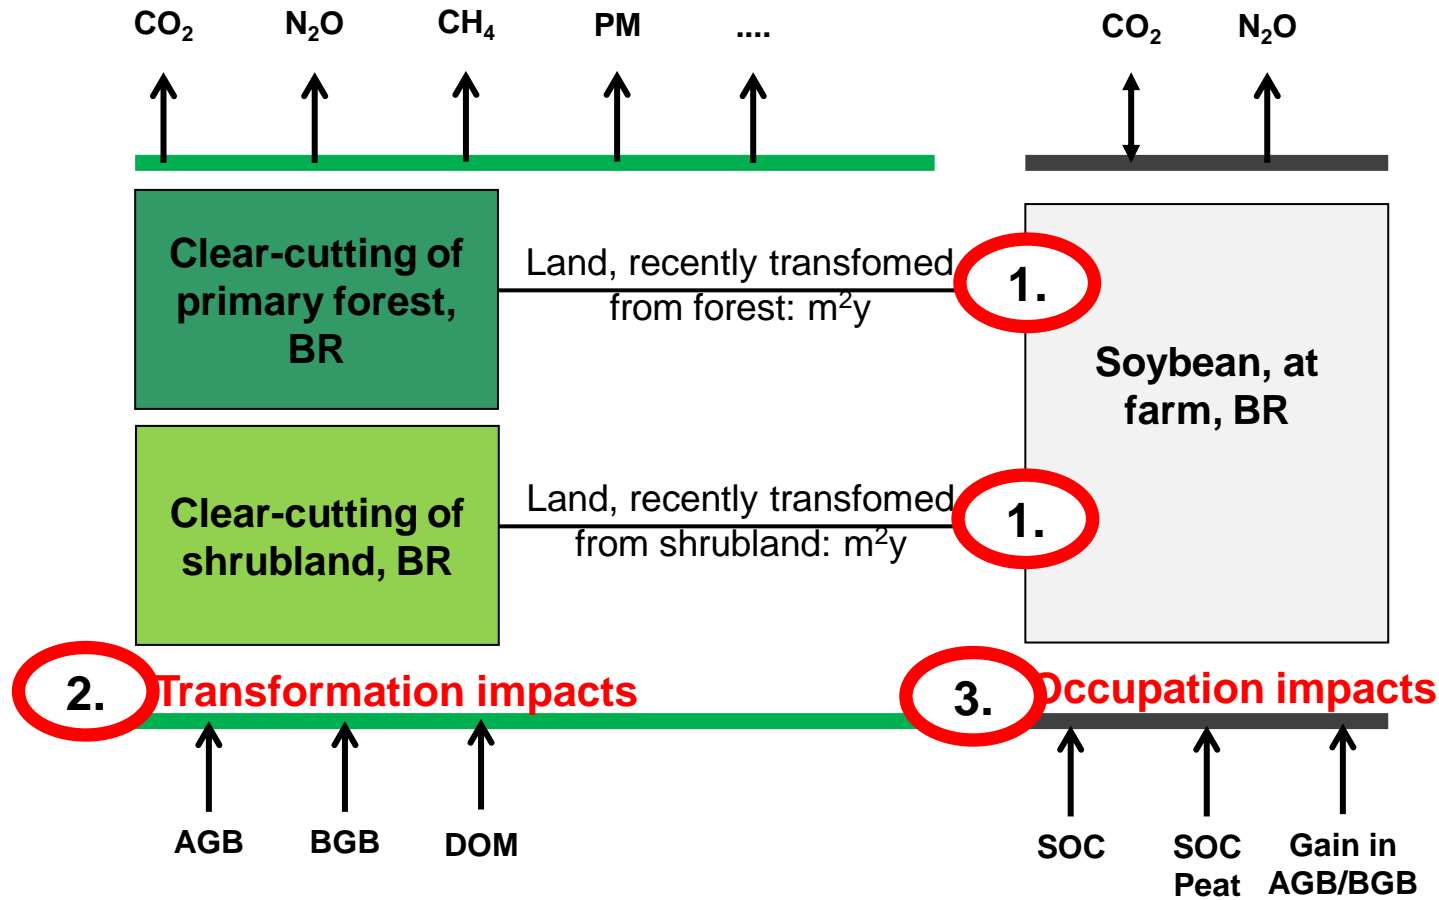 CO₂ N₂O CH₄ PM ....
CO₂ N₂O
Clear-cutting of
primary forest,
BR
Land, recently transfomed
from forest: m²y
1.
Soybean, at
farm, BR
Clear-cutting of
shrubland, BR
Land, recently transfomed
from shrubland: m²y
1.
2. Transformation impacts
3. Occupation impacts
AGB BGB DOM
SOC
SOC
Peat
Gain in
AGB/BGB